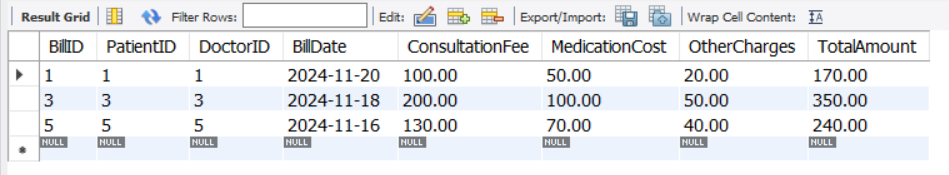 Result Grid Filter Rows: Edit: Export/Import: Wrap Cell Content: IA
BillID PatientID DoctorID BillDate ConsultationFee MedicationCost OtherCharges TotalAmount
1 1 1 2024-11-20 100.00 50.00 20.00 170.00
3 3 3 2024-11-18 200.00 100.00 50.00 350.00
5 5 5 2024-11-16 130.00 70.00 40.00 240.00
NULL NULL NULL NULL NULL NULL NULL NULL